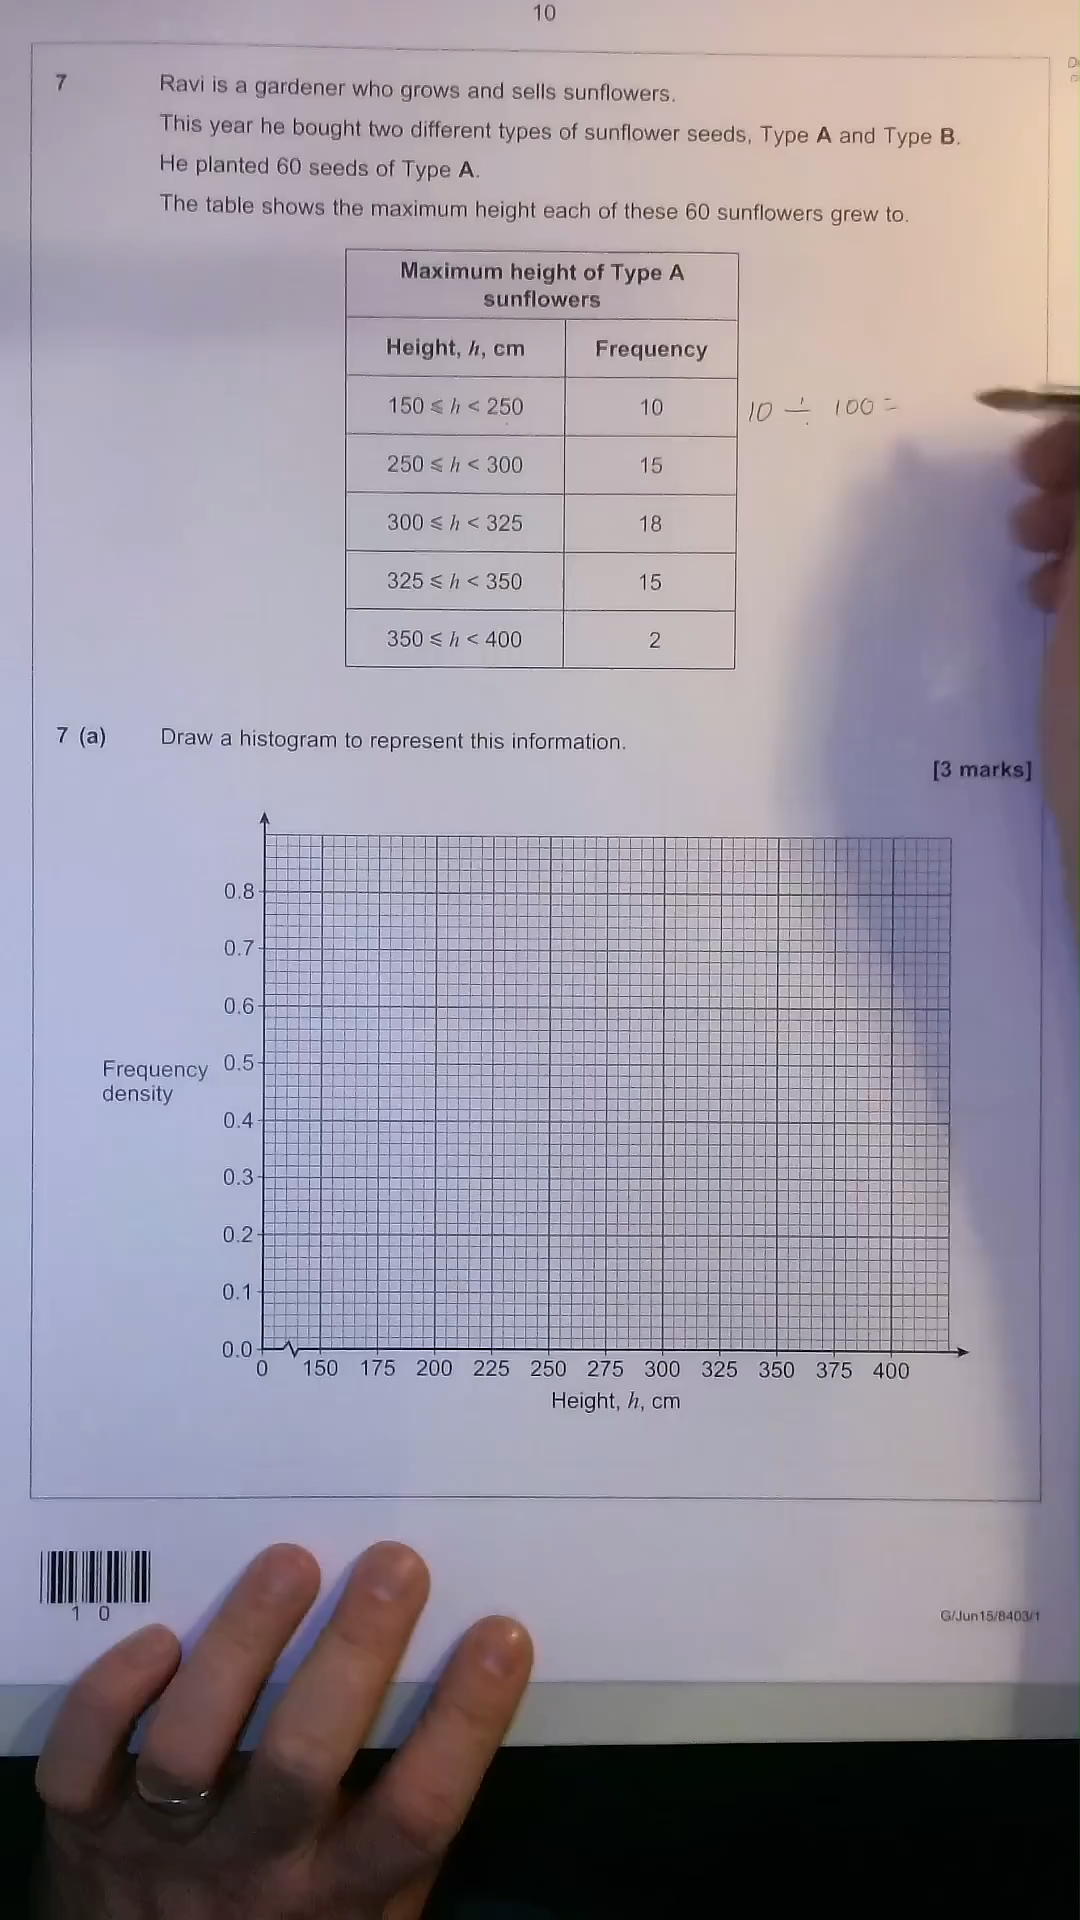 10
7 Ravi is a gardener who grows and sells sunflowers.
This year he bought two different types of sunflower seeds, Type A and Type B.
He planted 60 seeds of Type A.
The table shows the maximum height each of these 60 sunflowers grew to.
Maximum height of Type A
sunflowers
Height, h, cm Frequency
150 ⩽ h < 250 10 10 ÷ 100 =
250 ⩽ h < 300 15
300 ⩽ h < 325 18
325 ⩽ h < 350 15
350 ⩽ h < 400 2
7 (a) Draw a histogram to represent this information.
[3 marks]
0.8
0.7
0.6
Frequency 0.5
density
0.4
0.3
0.2
0.1
0.0
0 150 175 200 225 250 275 300 325 350 375 400
Height, h, cm
1 0
G/Jun15/8403/1